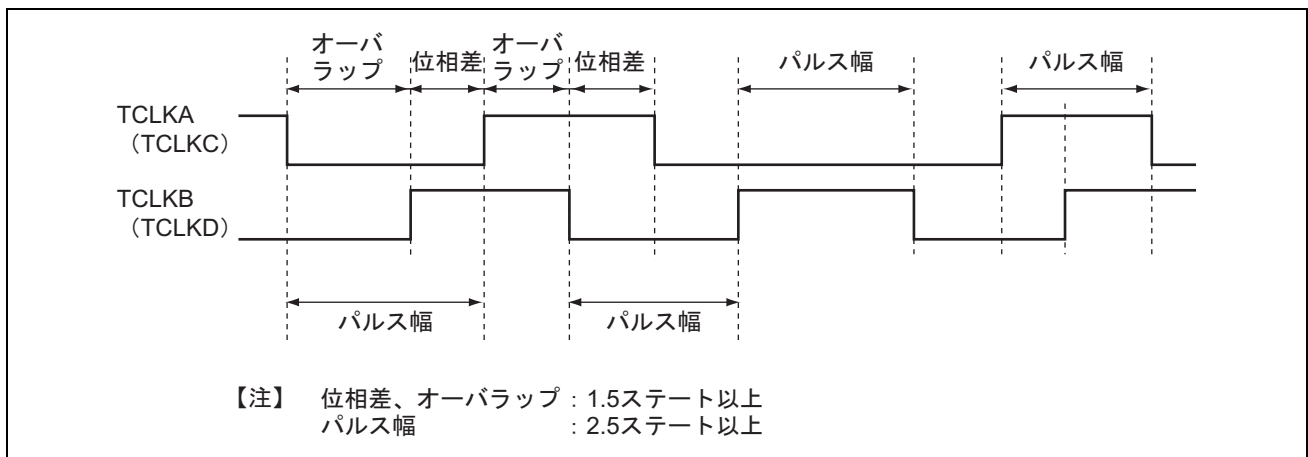 オーバ
ラップ
位相差
オーバ
ラップ
位相差
パルス幅
パルス幅
TCLKA
（TCLKC）
TCLKB
（TCLKD）
パルス幅
パルス幅
【注】 位相差、オーバラップ : 1.5ステート以上
パルス幅 : 2.5ステート以上